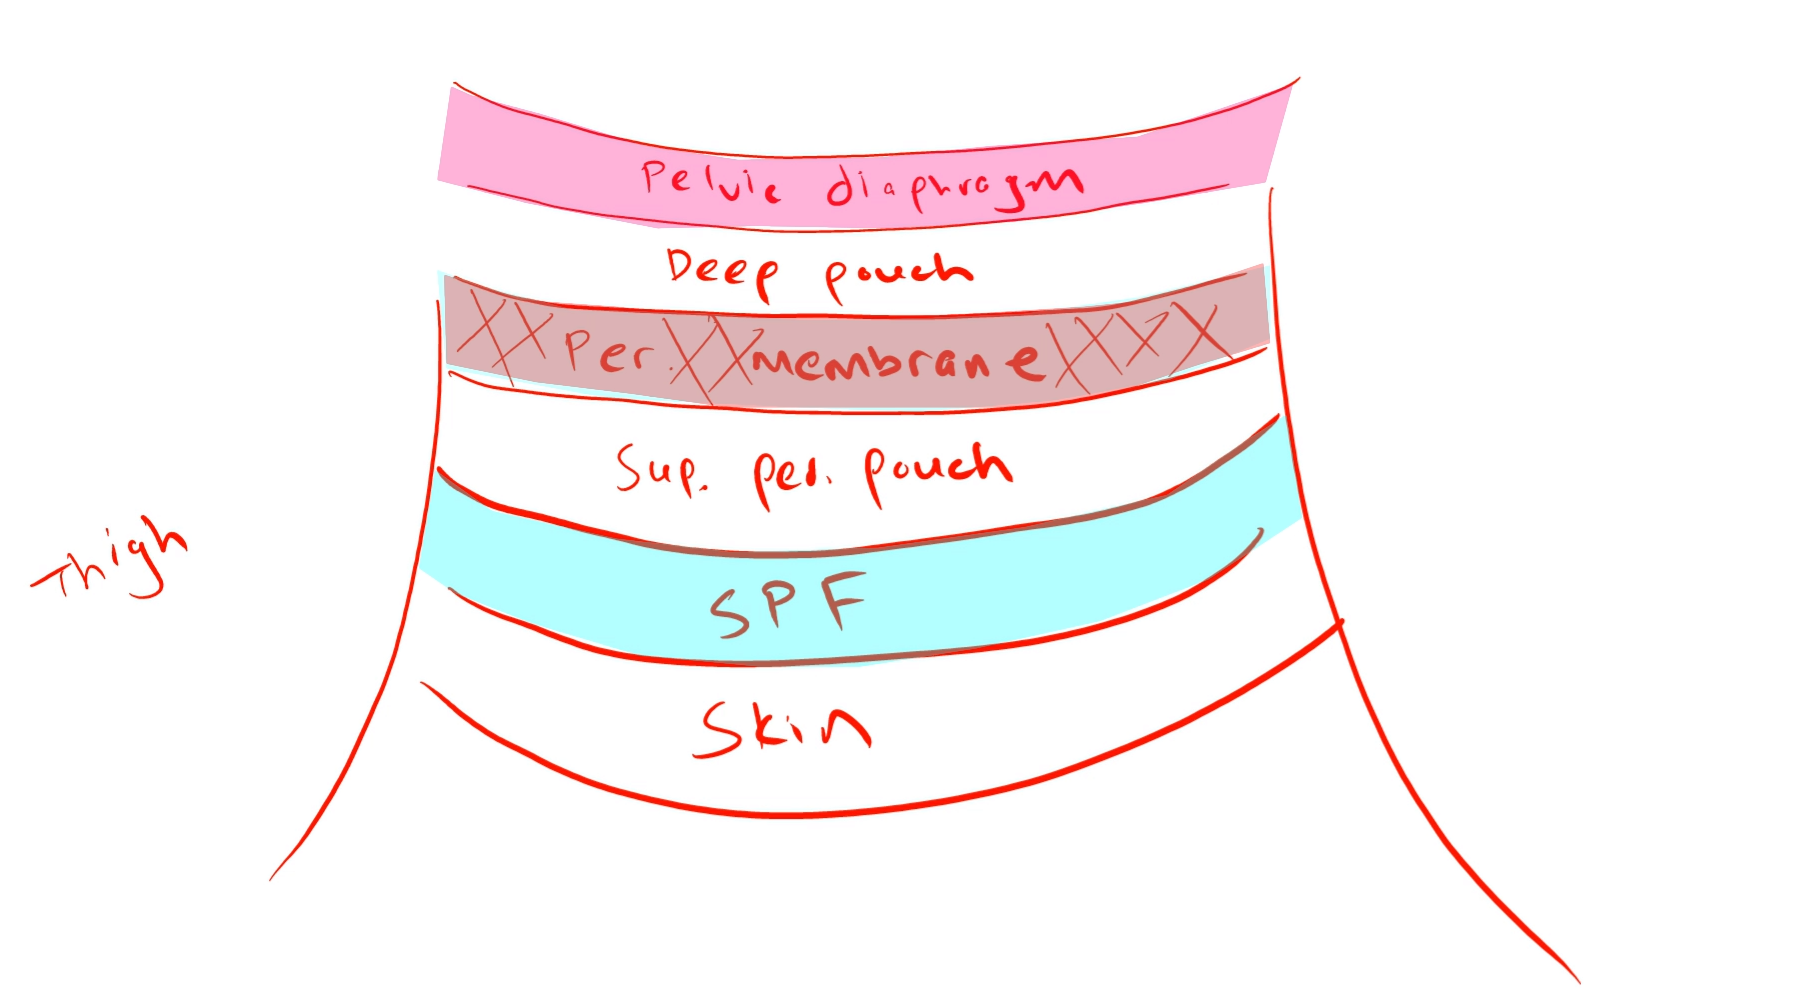 Pelvic diaphragm
Deep pouch
Per. membrane
Sup. per. pouch
Thigh
SPF
Skin